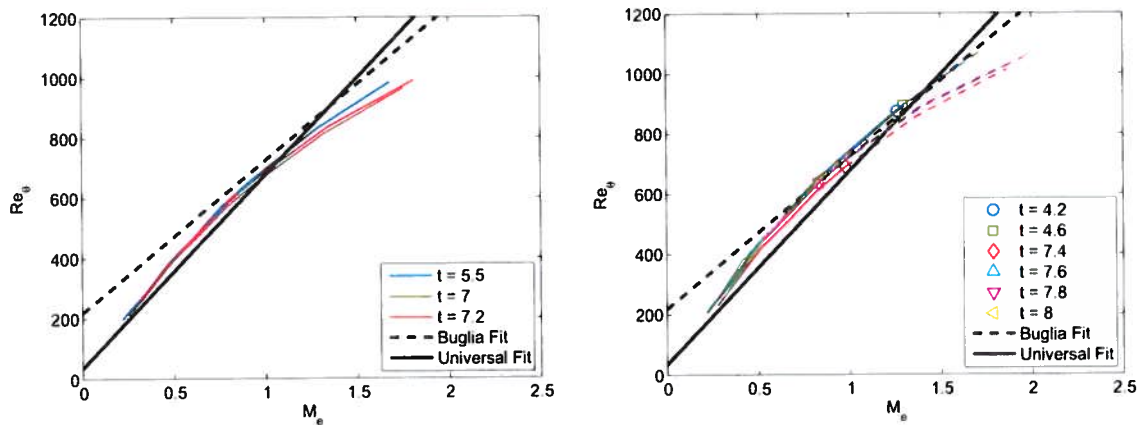 1200
1000
800
600
400
200
0
Re_θ
0 0.5 1 1.5 2 2.5
M_e
t = 5.5
t = 7
t = 7.2
Buglia Fit
Universal Fit
1200
1000
800
600
400
200
0
Re_θ
0 0.5 1 1.5 2 2.5
M_e
t = 4.2
t = 4.6
t = 7.4
t = 7.6
t = 7.8
t = 8
Buglia Fit
Universal Fit